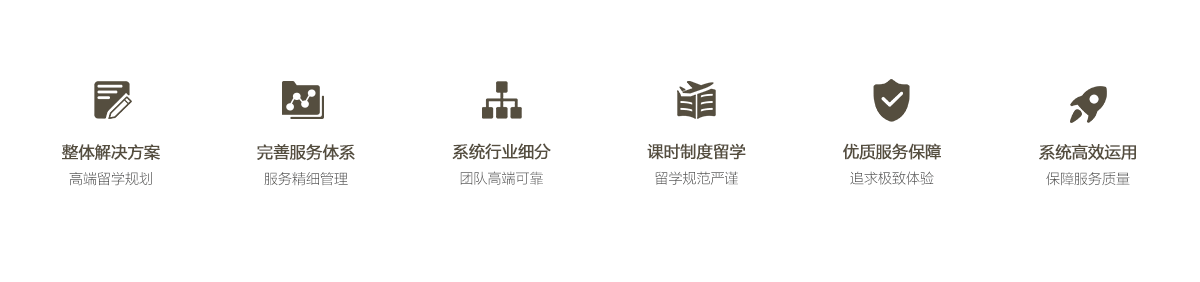 整体解决方案
高端留学规划
完善服务体系
服务精细管理
系统行业细分
团队高端可靠
课时制度留学
留学规范严谨
优质服务保障
追求极致体验
系统高效运用
保障服务质量